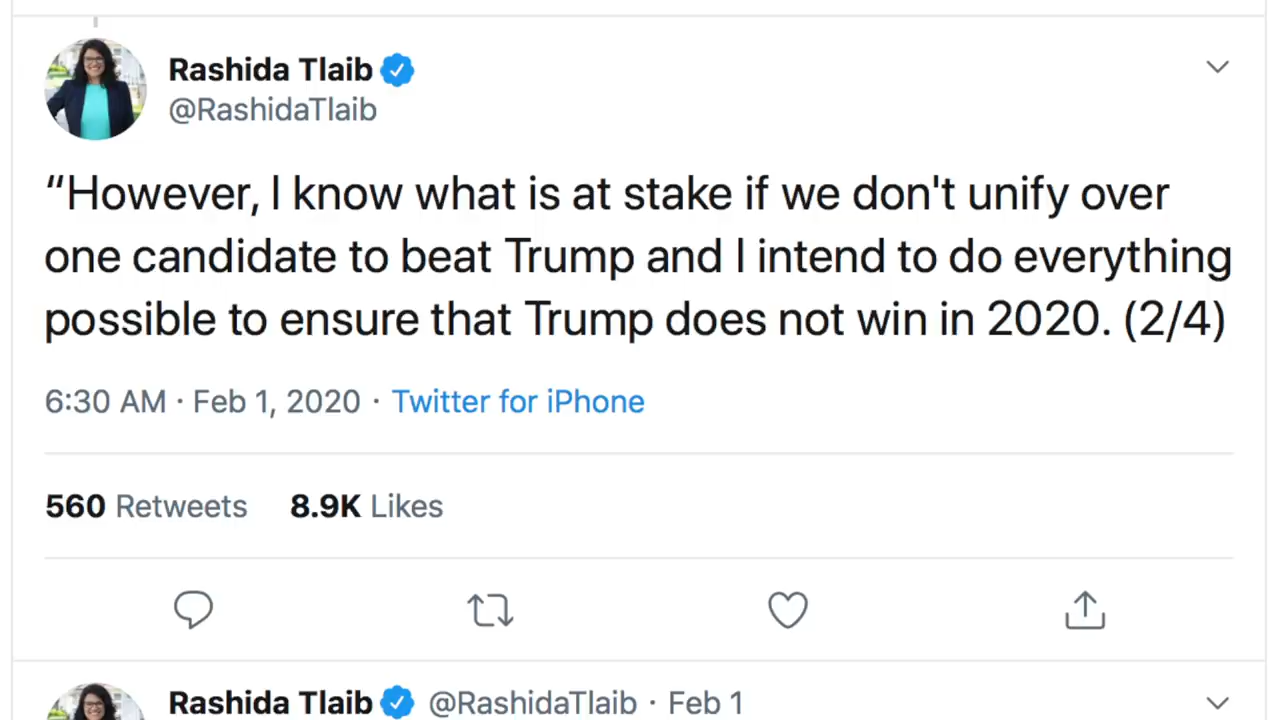 Rashida Tlaib
@RashidaTlaib
“However, I know what is at stake if we don't unify over
one candidate to beat Trump and I intend to do everything
possible to ensure that Trump does not win in 2020. (2/4)
6:30 AM · Feb 1, 2020 · Twitter for iPhone
560 Retweets 8.9K Likes
Rashida Tlaib @RashidaTlaib · Feb 1